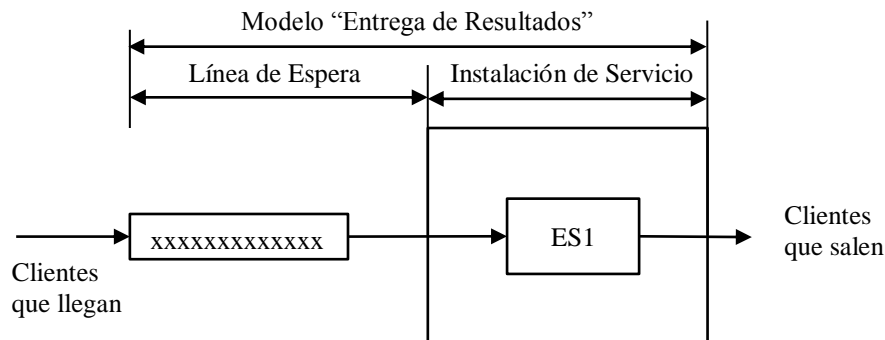 Modelo “Entrega de Resultados”
Línea de Espera
Instalación de Servicio
xxxxxxxxxxxxx
ES1
Clientes
que salen
Clientes
que llegan